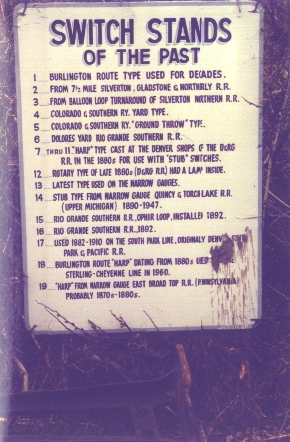 SWITCH STANDS
OF THE PAST
1 BURLINGTON ROUTE TYPE USED FOR DECADES.
2 FROM 7½ MILE SILVERTON, GLADSTONE & NORTHERLY R.R.
3 FROM BALLOON LOOP TURNAROUND OF SILVERTON NORTHERN R.R.
4 COLORADO & SOUTHERN RY. YARD TYPE.
5 COLORADO & SOUTHERN RY. "GROUND THROW" TYPE.
6 DOLORES YARD RIO GRANDE SOUTHERN R.R.
7 THRU 11 "HARP" TYPE CAST AT THE DENVER SHOPS OF THE D&RG
R.R. IN THE 1880s FOR USE WITH "STUB" SWITCHES.
12 ROTARY TYPE OF LATE 1880s (D&RG R.R.) HAD A LAMP INSIDE.
13 LATEST TYPE USED ON THE NARROW GAUGES.
14 STUB TYPE FROM NARROW GAUGE QUINCY & TORCH LAKE R.R.
(UPPER MICHIGAN) 1890-1947.
15 RIO GRANDE SOUTHERN R.R., OPHIR LOOP, INSTALLED 1892.
16 RIO GRANDE SOUTHERN R.R., 1892.
17 USED 1882-1910 ON THE SOUTH PARK LINE, ORIGINALY DENVER SOUTH
PARK & PACIFIC R.R.
18 BURLINGTON ROUTE "HARP" DATING FROM 1880s USED
STERLING-CHEYENNE LINE IN 1960.
19 "HARP" FROM NARROW GAUGE EAST BROAD TOP R.R. (PENNSYLVANIA)
PROBABLY 1870s-1880s.